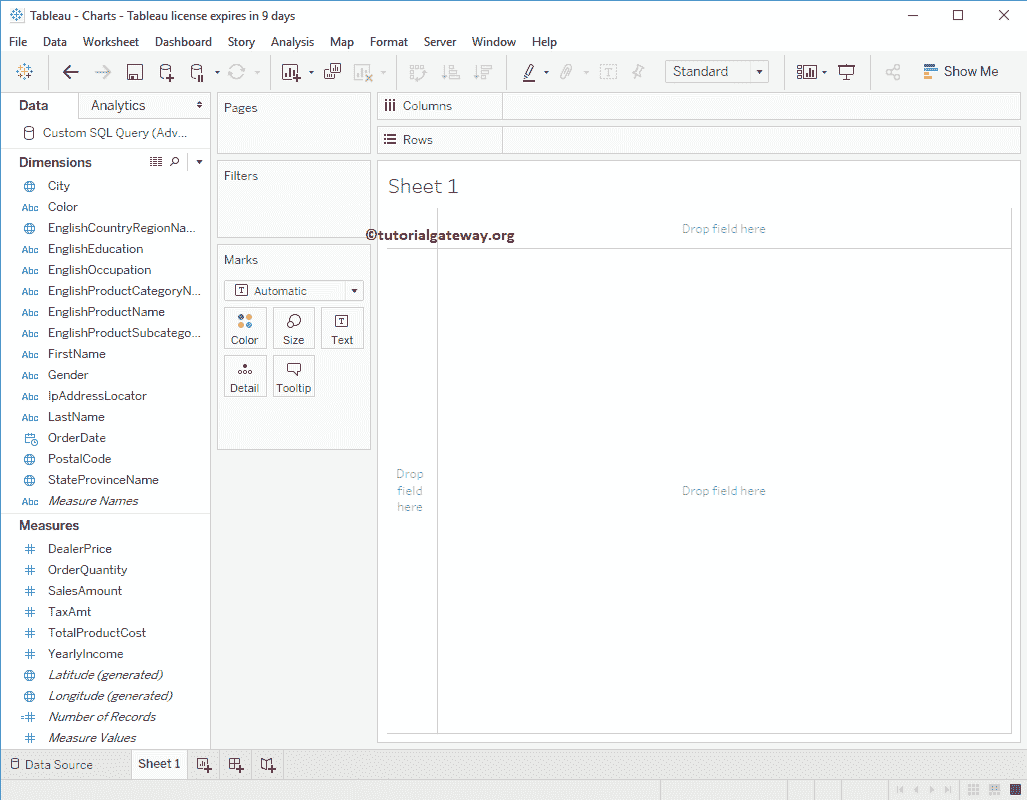 Tableau - Charts - Tableau license expires in 9 days
File Data Worksheet Dashboard Story Analysis Map Format Server Window Help
Standard
Show Me
Data Analytics
Custom SQL Query (Adv...
Dimensions
City
Abc Color
EnglishCountryRegionNa...
Abc EnglishEducation
Abc EnglishOccupation
Abc EnglishProductCategoryN...
Abc EnglishProductName
Abc EnglishProductSubcatego...
Abc FirstName
Abc Gender
Abc IpAddressLocator
Abc LastName
OrderDate
PostalCode
StateProvinceName
Abc Measure Names
Measures
# DealerPrice
# OrderQuantity
# SalesAmount
# TaxAmt
# TotalProductCost
# YearlyIncome
Latitude (generated)
Longitude (generated)
=# Number of Records
# Measure Values
Pages
Filters
Marks
T Automatic
Color Size Text
Detail Tooltip
Columns
Rows
Sheet 1
©tutorialgateway.org
Drop field here
Drop
field
here
Drop field here
Data Source Sheet 1